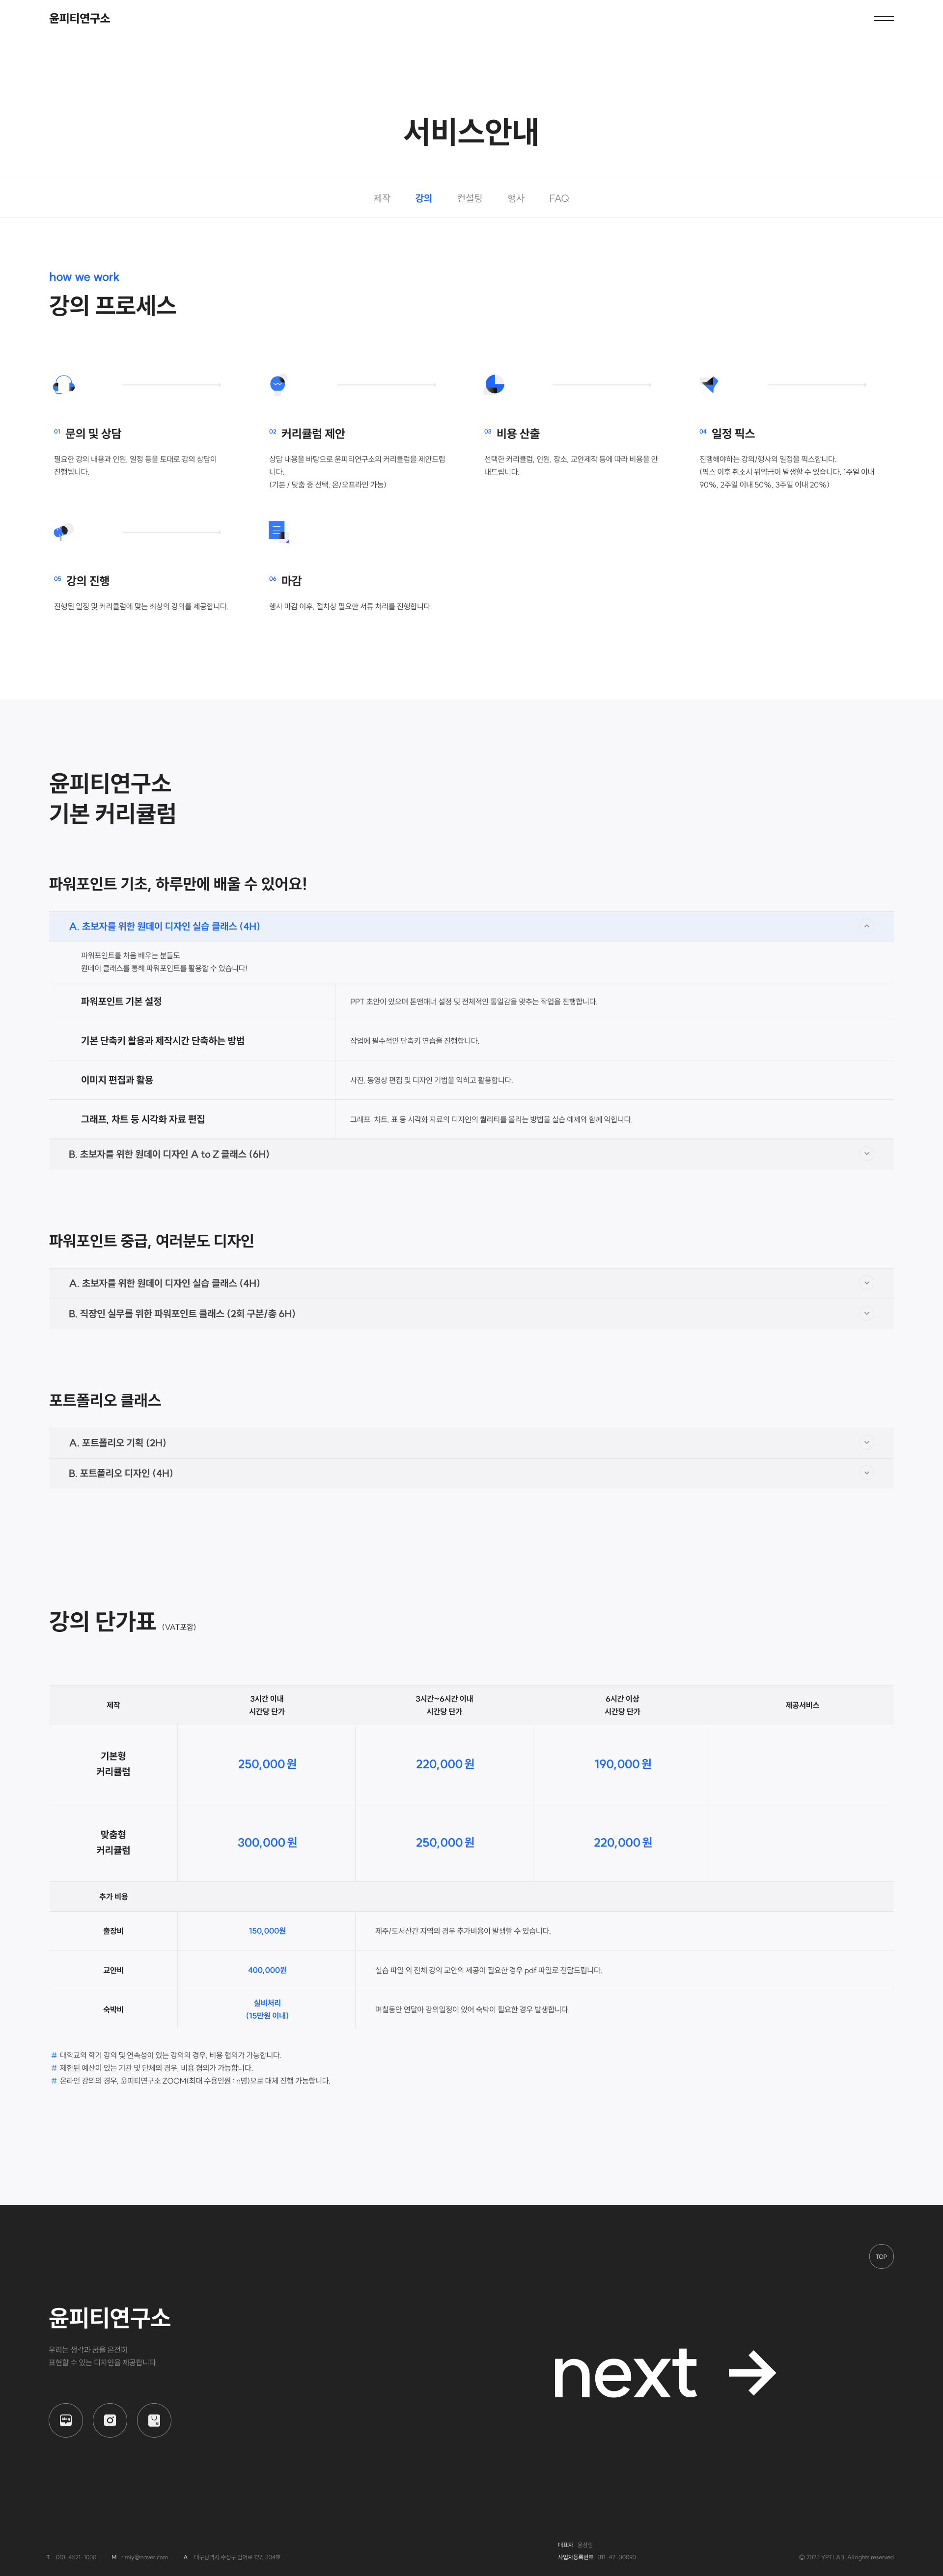 윤피티연구소
서비스안내
제작 강의 컨설팅 행사 FAQ
how we work
강의 프로세스
01 문의 및 상담
필요한 강의 내용과 인원, 일정 등을 토대로 강의 상담이
진행됩니다.
02 커리큘럼 제안
상담 내용을 바탕으로 윤피티연구소의 커리큘럼을 제안드립
니다.
(기본 / 맞춤 중 선택, 온/오프라인 가능)
03 비용 산출
선택한 커리큘럼, 인원, 장소, 교안제작 등에 따라 비용을 안
내드립니다.
04 일정 픽스
진행해야하는 강의/행사의 일정을 픽스합니다.
(픽스 이후 취소시 위약금이 발생할 수 있습니다. 1주일 이내
90%, 2주일 이내 50%, 3주일 이내 20%)
05 강의 진행
진행된 일정 및 커리큘럼에 맞는 최상의 강의를 제공합니다.
06 마감
행사 마감 이후, 절차상 필요한 서류 처리를 진행합니다.
윤피티연구소
기본 커리큘럼
파워포인트 기초, 하루만에 배울 수 있어요!
A. 초보자를 위한 원데이 디자인 실습 클래스 (4H)
파워포인트를 처음 배우는 분들도
원데이 클래스를 통해 파워포인트를 활용할 수 있습니다!
파워포인트 기본 설정
PPT 초안이 있으며 톤앤매너 설정 및 전체적인 통일감을 맞추는 작업을 진행합니다.
기본 단축키 활용과 제작시간 단축하는 방법
작업에 필수적인 단축키 연습을 진행합니다.
이미지 편집과 활용
사진, 동영상 편집 및 디자인 기법을 익히고 활용합니다.
그래프, 차트 등 시각화 자료 편집
그래프, 차트, 표 등 시각화 자료의 디자인의 퀄리티를 올리는 방법을 실습 예제와 함께 익힙니다.
B. 초보자를 위한 원데이 디자인 A to Z 클래스 (6H)
파워포인트 중급, 여러분도 디자인
A. 초보자를 위한 원데이 디자인 실습 클래스 (4H)
B. 직장인 실무를 위한 파워포인트 클래스 (2회 구분/총 6H)
포트폴리오 클래스
A. 포트폴리오 기획 (2H)
B. 포트폴리오 디자인 (4H)
강의 단가표 (VAT포함)
제작
3시간 이내
시간당 단가
3시간~6시간 이내
시간당 단가
6시간 이상
시간당 단가
제공서비스
기본형
커리큘럼
250,000 원
220,000 원
190,000 원
맞춤형
커리큘럼
300,000 원
250,000 원
220,000 원
추가 비용
출장비
150,000원
제주/도서산간 지역의 경우 추가비용이 발생할 수 있습니다.
교안비
400,000원
실습 파일 외 전체 강의 교안의 제공이 필요한 경우 pdf 파일로 전달드립니다.
숙박비
실비처리
(15만원 이내)
며칠동안 연달아 강의일정이 있어 숙박이 필요한 경우 발생합니다.
# 대학교의 학기 강의 및 연속성이 있는 강의의 경우, 비용 협의가 가능합니다.
# 제한된 예산이 있는 기관 및 단체의 경우, 비용 협의가 가능합니다.
# 온라인 강의의 경우, 윤피티연구소 ZOOM(최대 수용인원 : n명)으로 대체 진행 가능합니다.
TOP
윤피티연구소
우리는 생각과 꿈을 온전히
표현할 수 있는 디자인을 제공합니다.
next
blog
대표자 윤상림
T 010-4521-1030 M nimiy@naver.com A 대구광역시 수성구 범어로 127, 304호
사업자등록번호 311-47-00093
© 2023 YPTLAB. All rights reserved